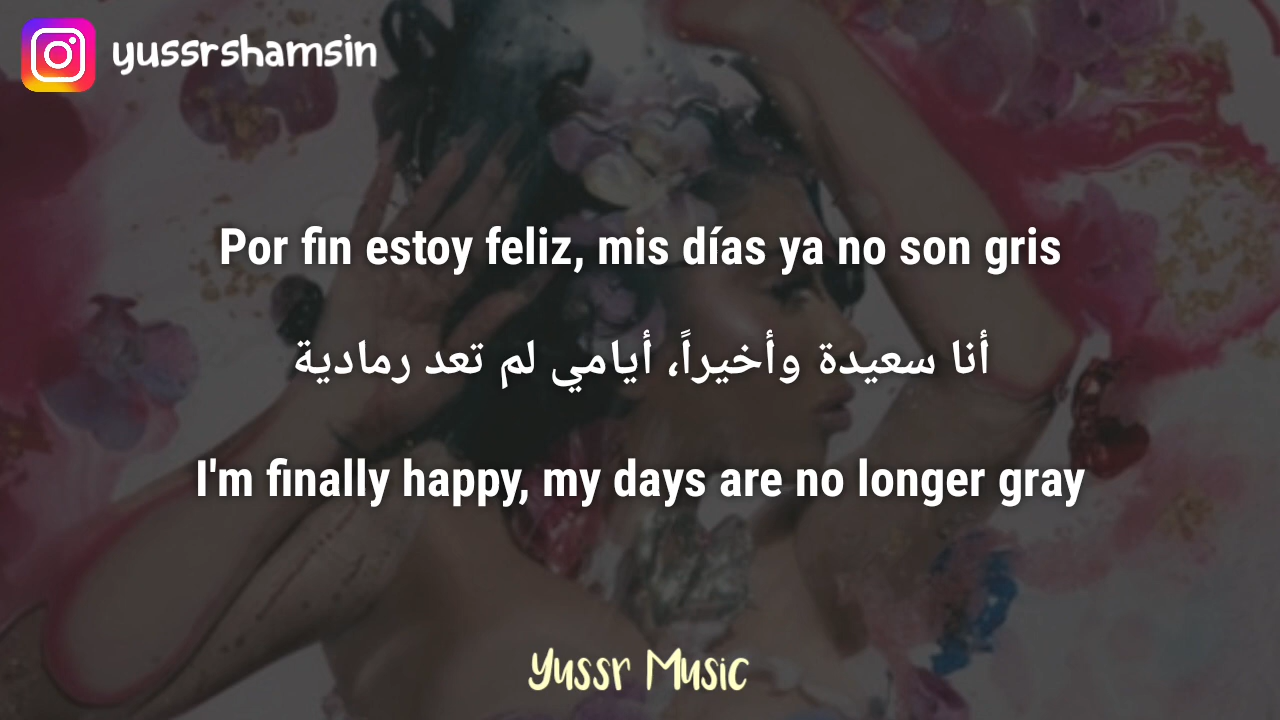 yussrshamsin
Por fin estoy feliz, mis días ya no son gris
أنا سعيدة وأخيراً، أيامي لم تعد رمادية
I'm finally happy, my days are no longer gray
Yussr Music